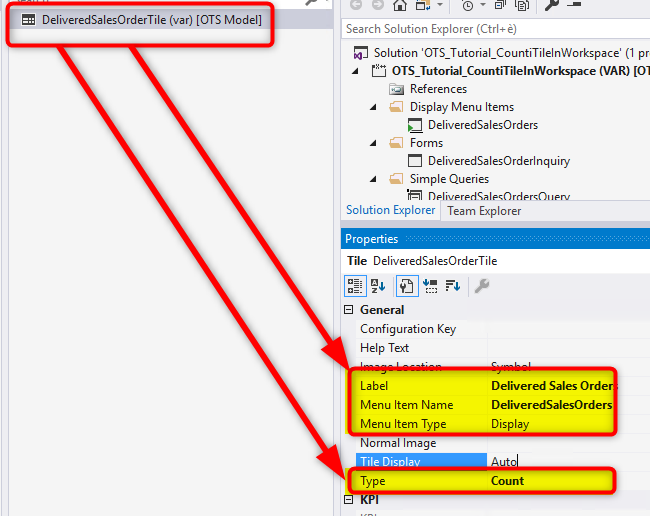 DeliveredSalesOrderTile (var) [OTS Model]
Search Solution Explorer (Ctrl+è)
Solution 'OTS_Tutorial_CountiTileInWorkspace' (1 pr
OTS_Tutorial_CountiTileInWorkspace (VAR) [OT
References
Display Menu Items
DeliveredSalesOrders
Forms
DeliveredSalesOrderInquiry
Simple Queries
DeliveredSalesOrdersQuery
Solution Explorer Team Explorer
Properties
Tile DeliveredSalesOrderTile
General
Configuration Key
Help Text
Image Location Symbol
Label Delivered Sales Orders
Menu Item Name DeliveredSalesOrders
Menu Item Type Display
Normal Image
Tile Display Auto
Type Count
KPI